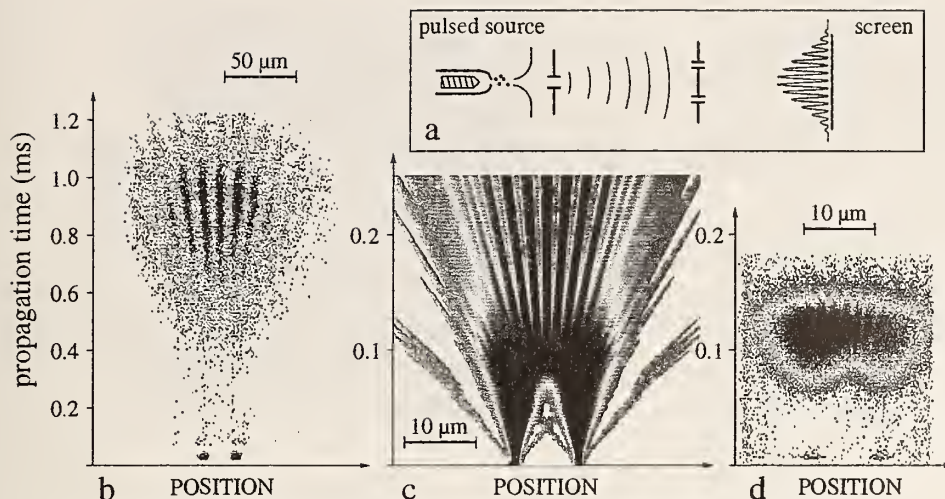 pulsed source
screen
a
50 μm
propagation time (ms)
1.2
1.0
0.8
0.6
0.4
0.2
b
POSITION
0.2
0.1
10 μm
c
POSITION
10 μm
0.2
0.1
d
POSITION